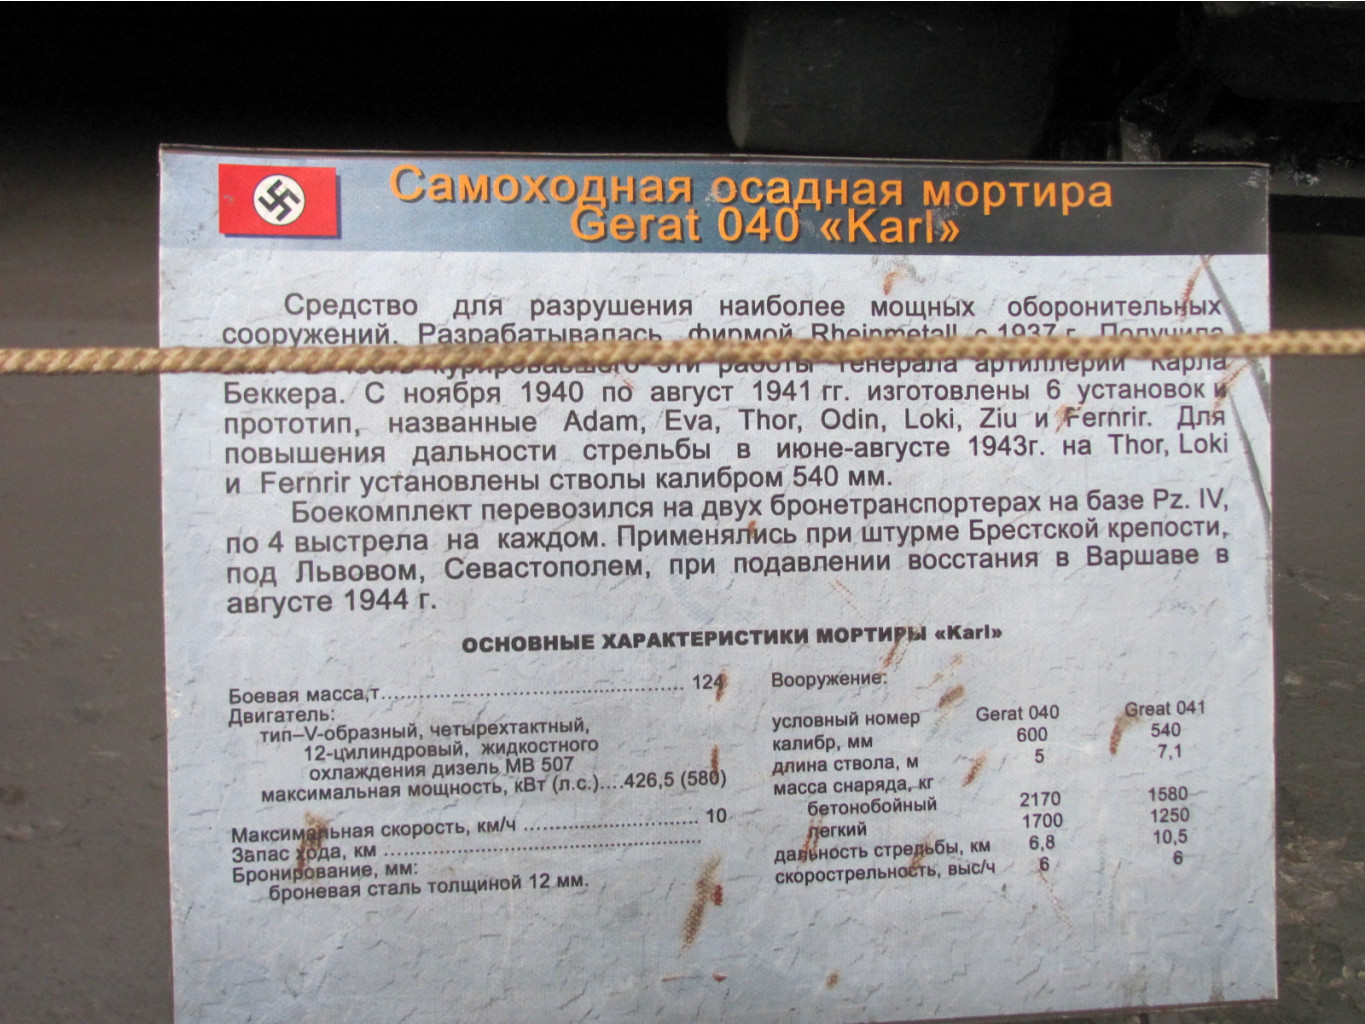 Самоходная осадная мортира
Gerat 040 «Karl»
Средство для разрушения наиболее мощных оборонительных
сооружений. Разрабатывалась фирмой Rheinmetall с 1937 г. Получила
курировавшего эти работы генерала артиллерии Карла
Беккера. С ноября 1940 по август 1941 гг. изготовлены 6 установок и
прототип, названные Adam, Eva, Thor, Odin, Loki, Ziu и Fernrir. Для
повышения дальности стрельбы в июне-августе 1943г. на Thor, Loki
и Fernrir установлены стволы калибром 540 мм.
Боекомплект перевозился на двух бронетранспортерах на базе Pz. IV,
по 4 выстрела на каждом. Применялись при штурме Брестской крепости,
под Львовом, Севастополем, при подавлении восстания в Варшаве в
августе 1944 г.
ОСНОВНЫЕ ХАРАКТЕРИСТИКИ МОРТИРЫ «Karl»
Боевая масса,т............................................... 124
Двигатель:
тип–V-образный, четырехтактный,
12-цилиндровый, жидкостного
охлаждения дизель MB 507
максимальная мощность, кВт (л.с.)....426,5 (580)
Максимальная скорость, км/ч ........................... 10
Запас хода, км .................................................
Бронирование, мм:
броневая сталь толщиной 12 мм.
Вооружение:
условный номер Gerat 040 Great 041
калибр, мм 600 540
длина ствола, м 5 7,1
масса снаряда, кг
бетонобойный 2170 1580
легкий 1700 1250
дальность стрельбы, км 6,8 10,5
скорострельность, выс/ч 6 6